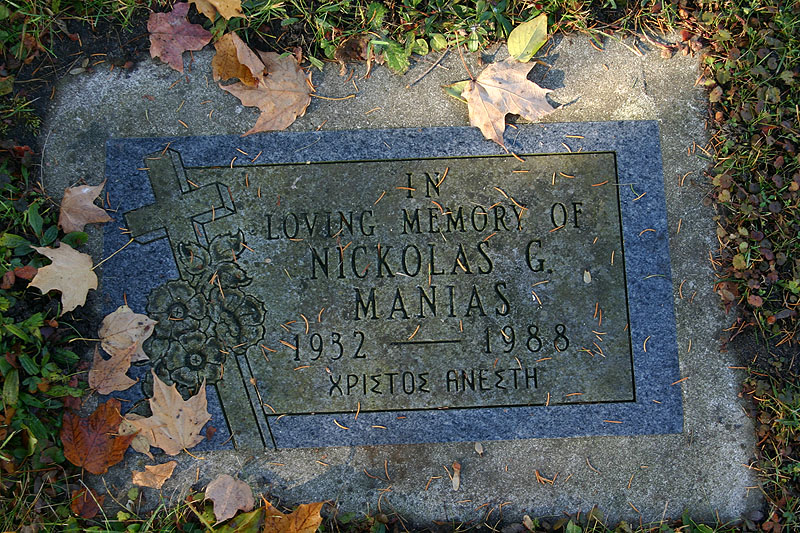 IN
LOVING MEMORY OF
NICKOLAS G.
MANIAS
1932 — 1988
ΧΡΙΣΤΟΣ ΑΝΕΣΤΗ